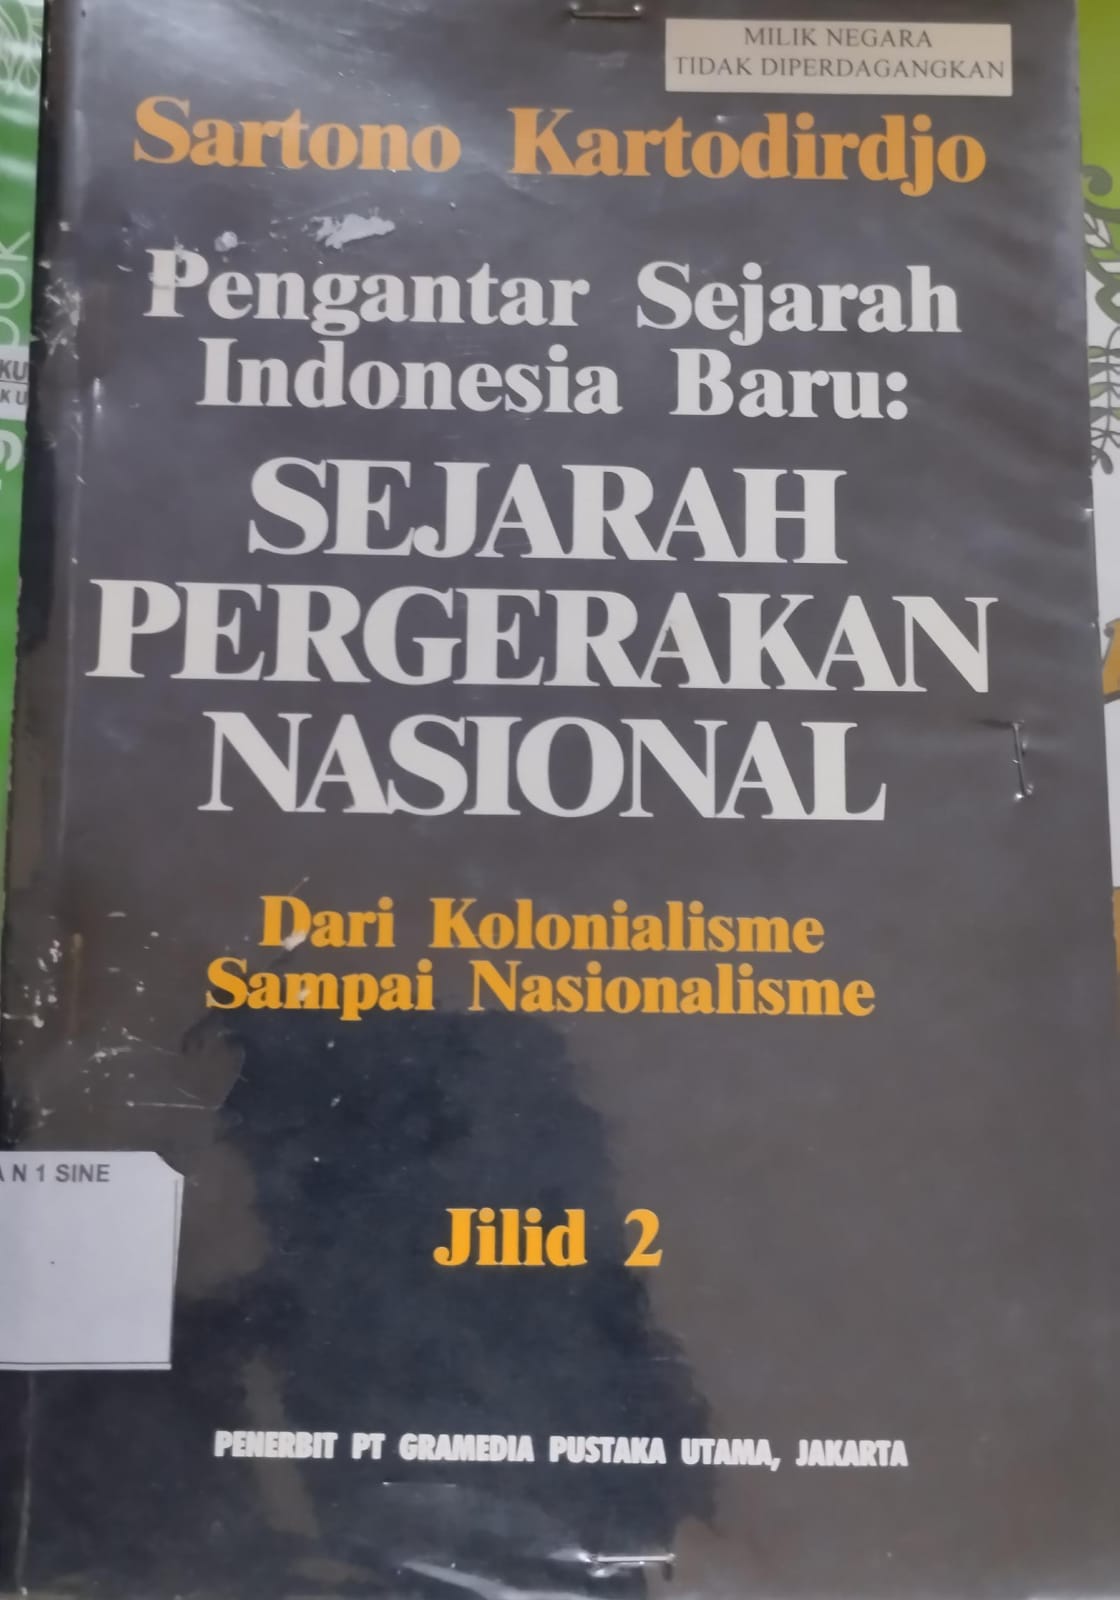 MILIK NEGARA
TIDAK DIPERDAGANGKAN
Sartono Kartodirdjo
Pengantar Sejarah
Indonesia Baru:
SEJARAH
PERGERAKAN
NASIONAL
Dari Kolonialisme
Sampai Nasionalisme
A N 1 SINE
Jilid 2
PENERBIT PT GRAMEDIA PUSTAKA UTAMA, JAKARTA